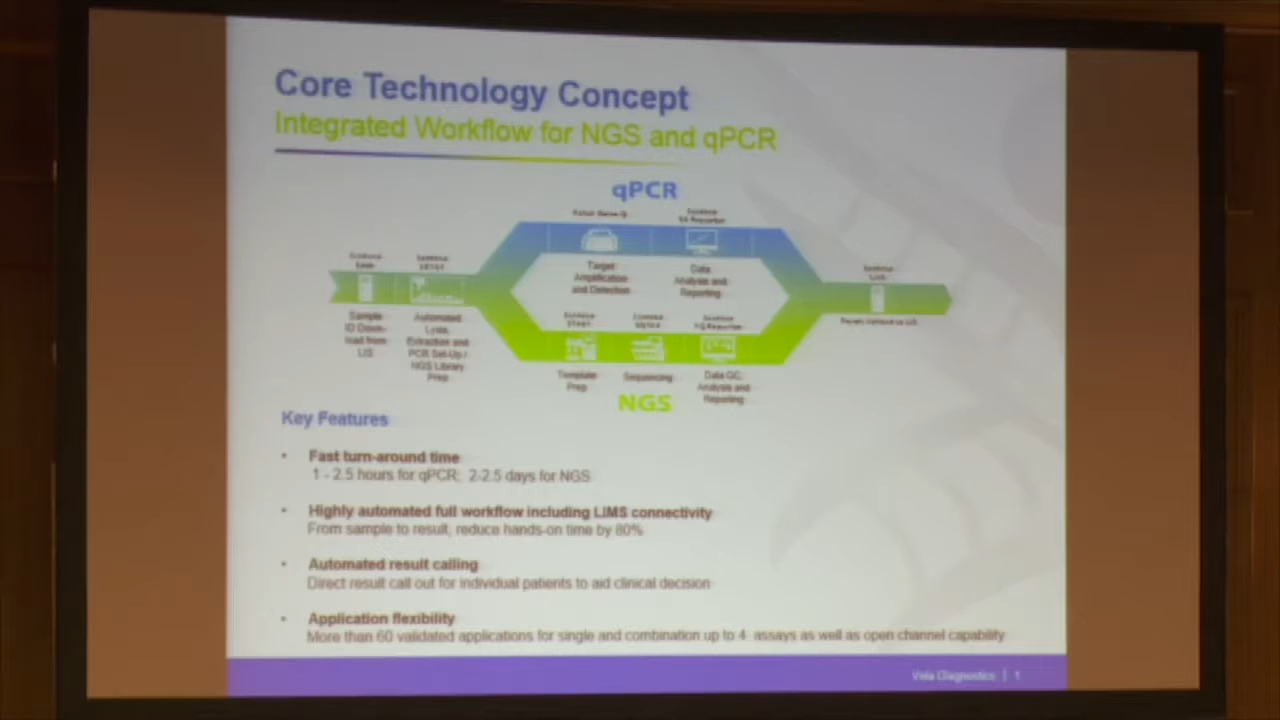 Core Technology Concept
Integrated Workflow for NGS and qPCR
qPCR
Target
Amplification
and Detection
Data
Analysis and
Reporting
Sample
ID Down-
load from
LIS
Automated
Lysis,
Extraction and
PCR Set-Up /
NGS Library
Prep
Template
Prep
Sequencing
Data QC,
Analysis and
Reporting
NGS
Key Features
• Fast turn-around time
1 - 2.5 hours for qPCR; 2-2.5 days for NGS
• Highly automated full workflow including LIMS connectivity
From sample to result, reduce hands-on time by 80%
• Automated result calling
Direct result call out for individual patients to aid clinical decision
• Application flexibility
More than 60 validated applications for single and combination up to 4 assays as well as open channel capability
Vela Diagnostics | 1